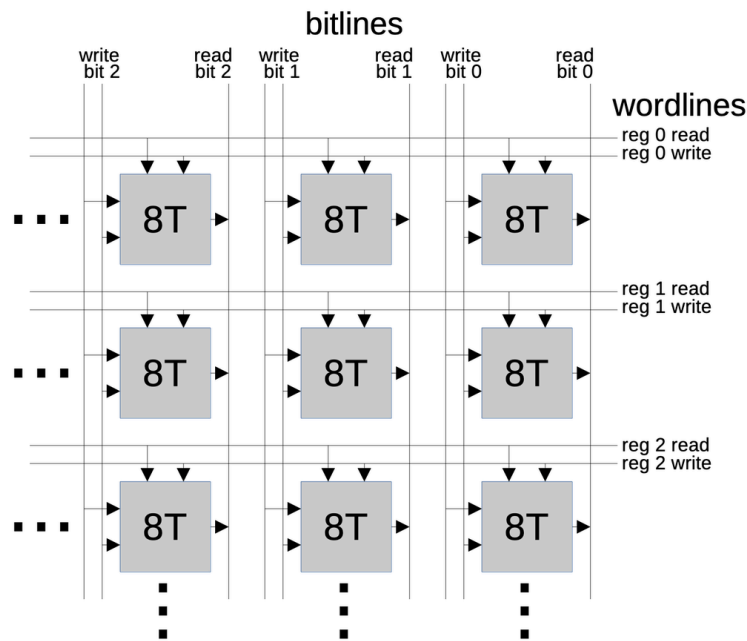 bitlines
write
bit 2
read
bit 2
write
bit 1
read
bit 1
write
bit 0
read
bit 0
wordlines
reg 0 read
reg 0 write
8T
8T
8T
reg 1 read
reg 1 write
8T
8T
8T
reg 2 read
reg 2 write
8T
8T
8T